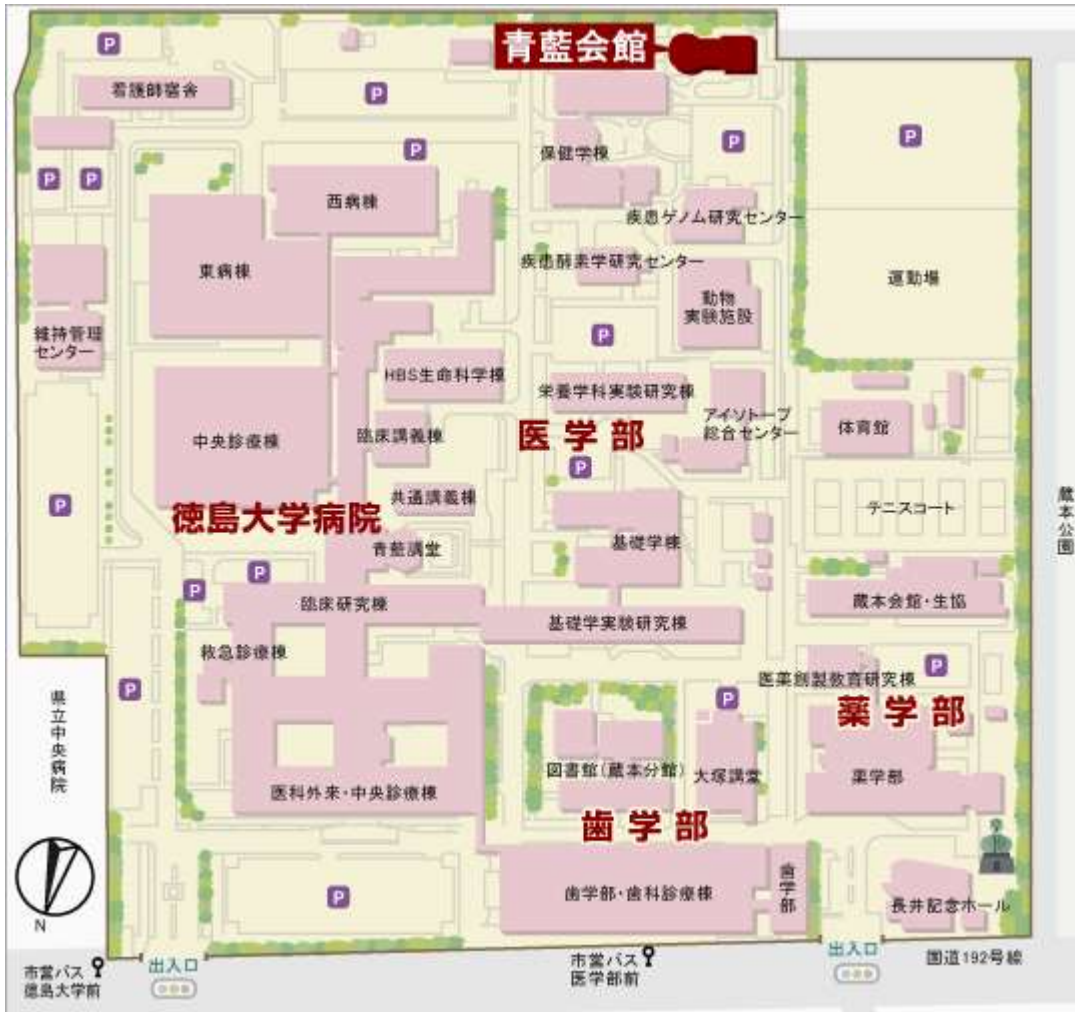 青藍会館
P
看護師宿舎
P
P
保健学棟
P
P
P
P
西病棟
疾患ゲノム研究センター
東病棟
疾患酵素学研究センター
運動場
動物
実験施設
維持管理
センター
P
HBS生命科学棟
栄養学科実験研究棟
アイソトープ
総合センター
体育館
中央診療棟
臨床講義棟
医学部
P
共通講義棟
P
テニスコート
蔵本公園
徳島大学病院
青藍講堂
基礎学棟
P
P
臨床研究棟
蔵本会館・生協
基礎学実験研究棟
救急診療棟
P
医薬創製教育研究棟
P
P
県立中央病院
薬学部
図書館(蔵本分館)
大塚講堂
薬学部
医科外来・中央診療棟
歯学部
歯学部・歯科診療棟
歯学部
P
長井記念ホール
N
市営バス
徳島大学前
出入口
市営バス
医学部前
出入口
国道192号線